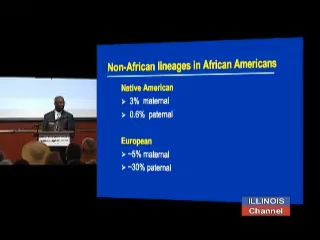 Non-African lineages in African Americans
Native American
➢ 3% maternal
➢ 0.6% paternal
European
➢ ~5% maternal
➢ ~30% paternal
ILLINOIS
Channel